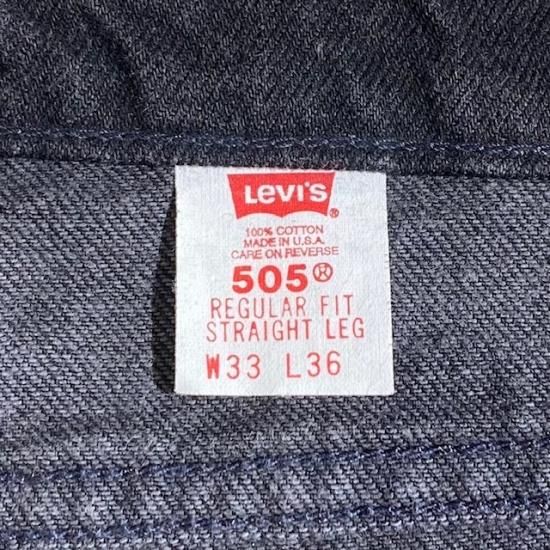 LEVI'S ®
100% COTTON
MADE IN U.S.A.
CARE ON REVERSE
505®
REGULAR FIT
STRAIGHT LEG
W33 L36